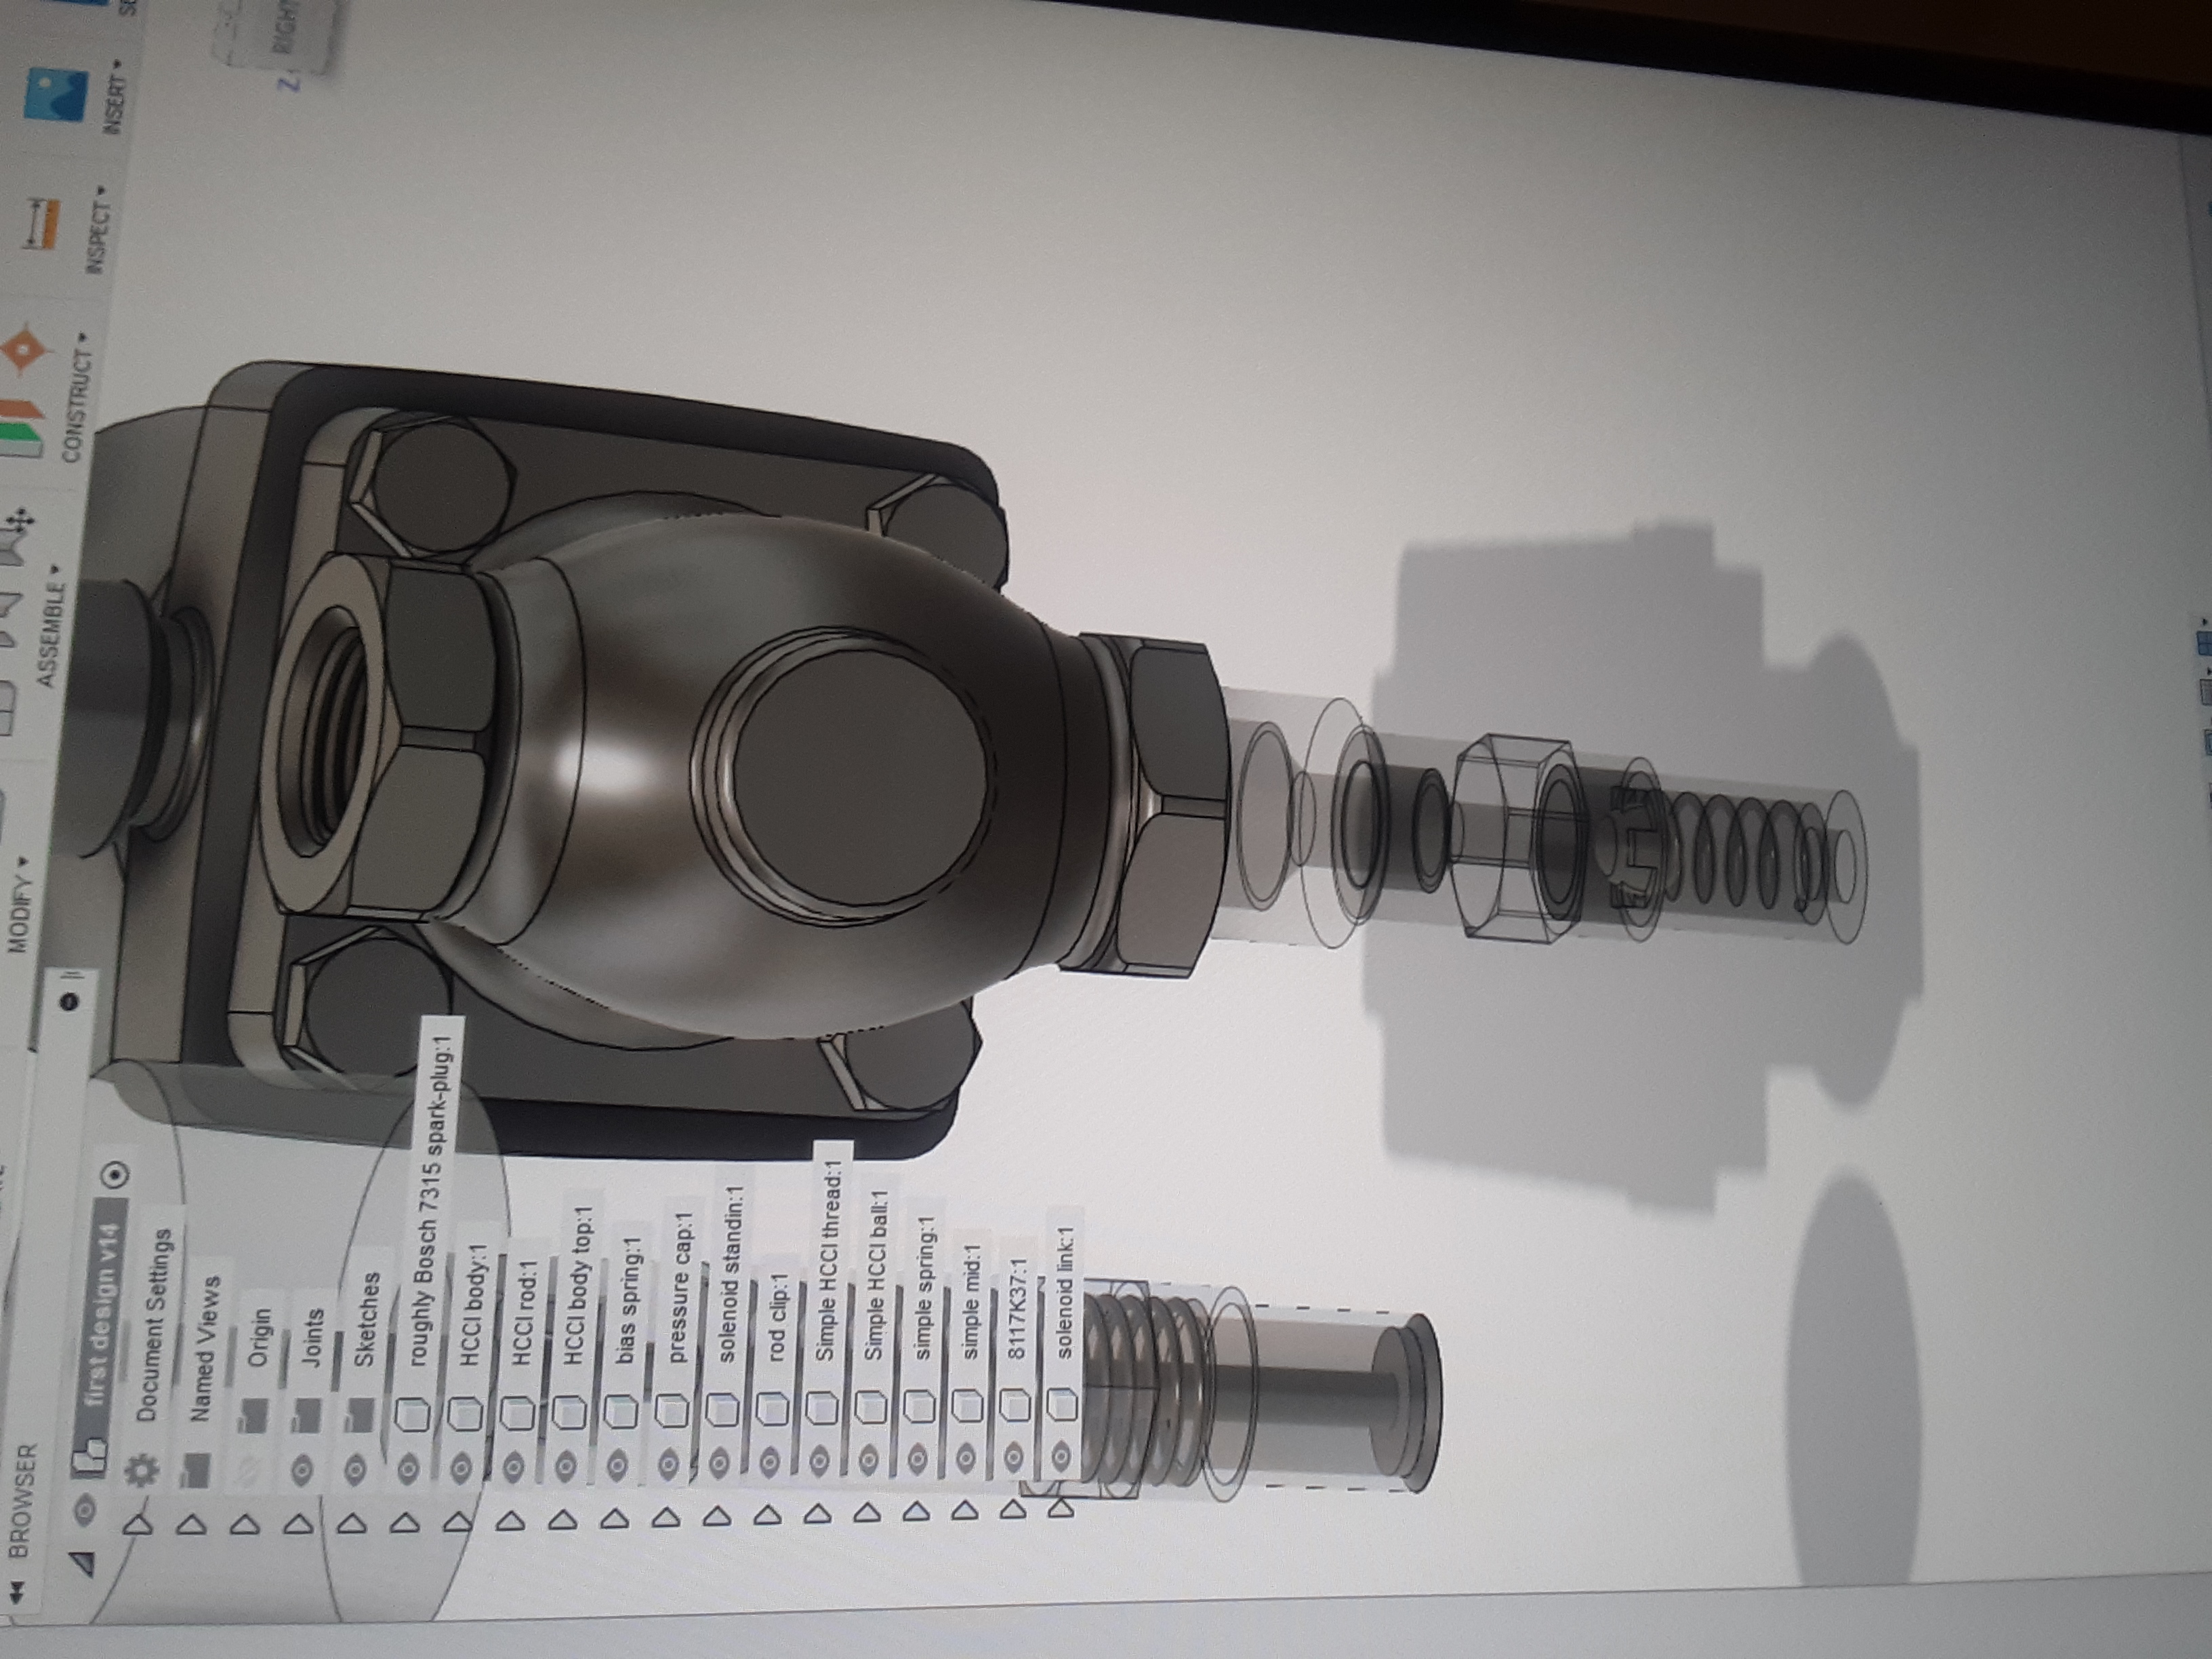 MODIFY
ASSEMBLE
CONSTRUCT
INSPECT
INSERT
BROWSER
first design v14
Document Settings
Named Views
Origin
Joints
Sketches
roughly Bosch 7315 spark-plug:1
HCCI body:1
HCCI rod:1
HCCI body top:1
bias spring:1
pressure cap:1
solenoid standin:1
rod clip:1
Simple HCCI thread:1
Simple HCCI ball:1
simple spring:1
simple mid:1
8117K37:1
solenoid link:1
Z
RIGHT